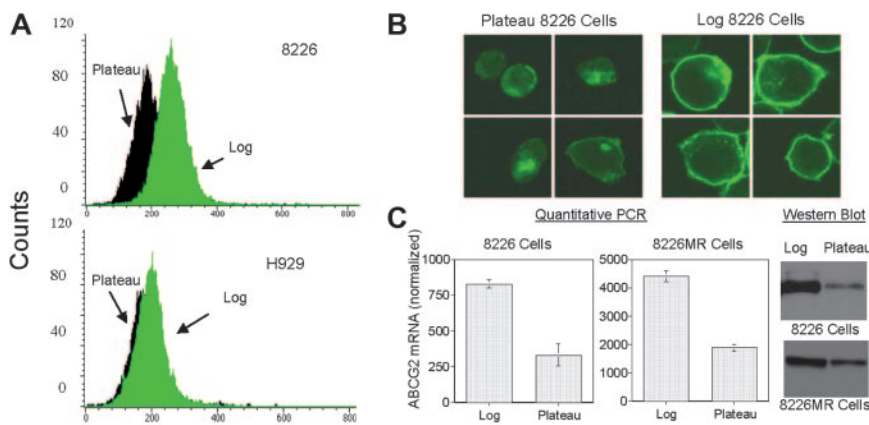 A
120
80
40
0
8226
Plateau
Log
0 200 400 600 800
Counts
120
80
40
0
H929
Plateau
Log
0 200 400 600 800
B
Plateau 8226 Cells
Log 8226 Cells
C
Quantitative PCR
Western Blot
8226 Cells
8226MR Cells
ABCG2 mRNA (normalized)
1000
750
500
250
0
Log Plateau
5000
4000
3000
2000
1000
0
Log Plateau
Log Plateau
8226 Cells
8226MR Cells